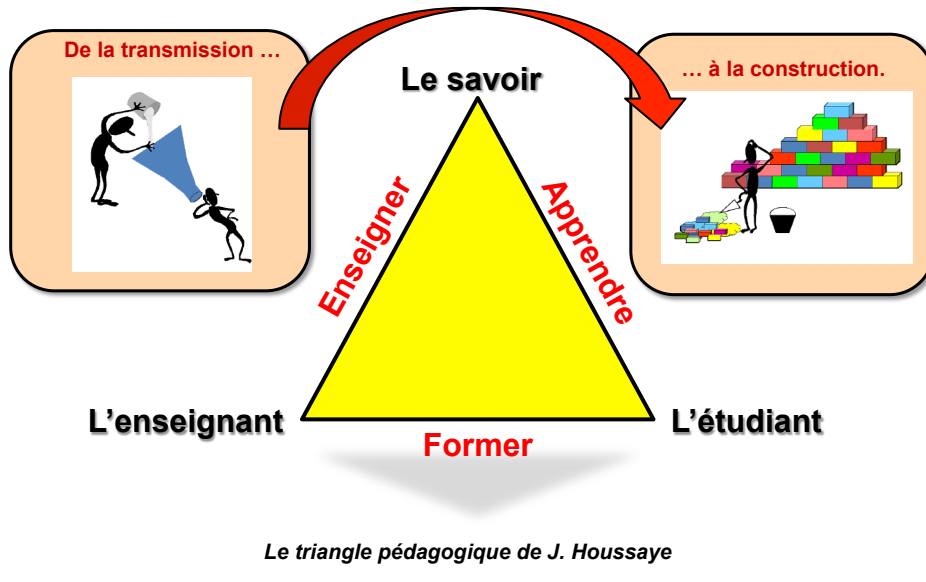 De la transmission …
… à la construction.
Le savoir
Enseigner
Apprendre
L’enseignant
L’étudiant
Former
Le triangle pédagogique de J. Houssaye